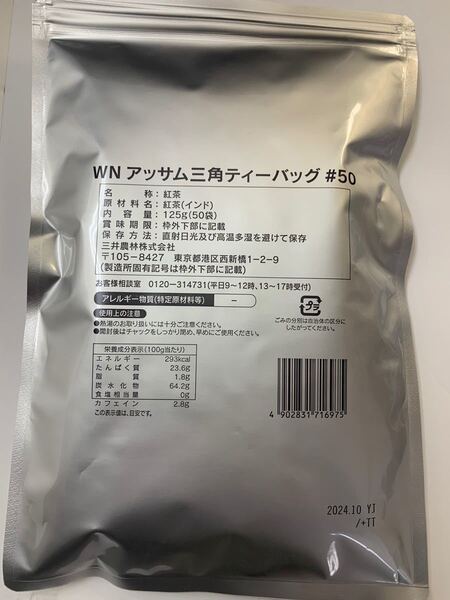 WN アッサム三角ティーバッグ #50
名称:紅茶
原材料名:紅茶(インド)
内容量:125g(50袋)
賞味期限:枠外下部に記載
保存方法:直射日光及び高温多湿を避けて保存
三井農林株式会社
〒105-8427 東京都港区西新橋1-2-9
(製造所固有記号は枠外下部に記載)
お客様相談室 0120-314731(平日9~12時、13~17時受付)
アレルギー物質(特定原材料等) ー
使用上の注意
●熱湯のお取り扱いには十分ご注意ください。
●開封後はチャックをしっかり閉め、早めにご使用ください。
プラ
ごみの分別は自治体の区分に
したがってください。
栄養成分表示(100g当たり)
エネルギー 293kcal
たんぱく質 23.6g
脂質 1.8g
炭水化物 64.2g
食塩相当量 0g
カフェイン 2.8g
この表示値は、目安です。
4 902831 716975
2024.10 YJ
/+TT